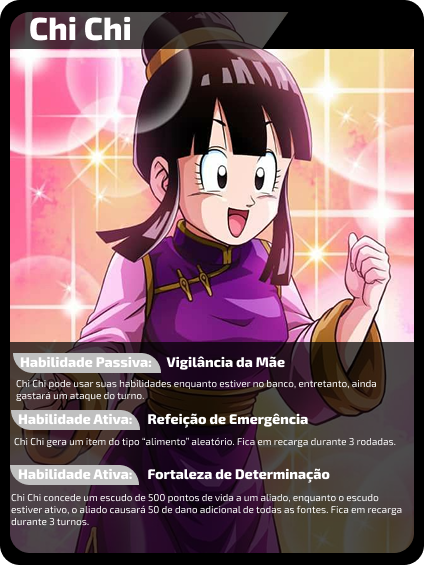 Chi Chi
Habilidade Passiva: Vigilância da Mãe
Chi Chi pode usar suas habilidades enquanto estiver no banco, entretanto, ainda
gastará um ataque do turno.
Habilidade Ativa: Refeição de Emergência
Chi Chi gera um item do tipo “alimento” aleatório. Fica em recarga durante 3 rodadas.
Habilidade Ativa: Fortaleza de Determinação
Chi Chi concede um escudo de 500 pontos de vida a um aliado, enquanto o escudo
estiver ativo, o aliado causará 50 de dano adicional de todas as fontes. Fica em recarga
durante 3 turnos.